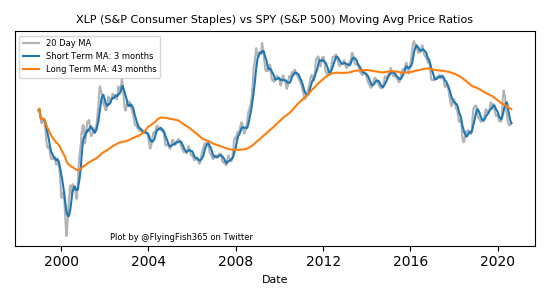 XLP (S&P Consumer Staples) vs SPY (S&P 500) Moving Avg Price Ratios
20 Day MA
Short Term MA: 3 months
Long Term MA: 43 months
Plot by @FlyingFish365 on Twitter
2000 2004 2008 2012 2016 2020
Date